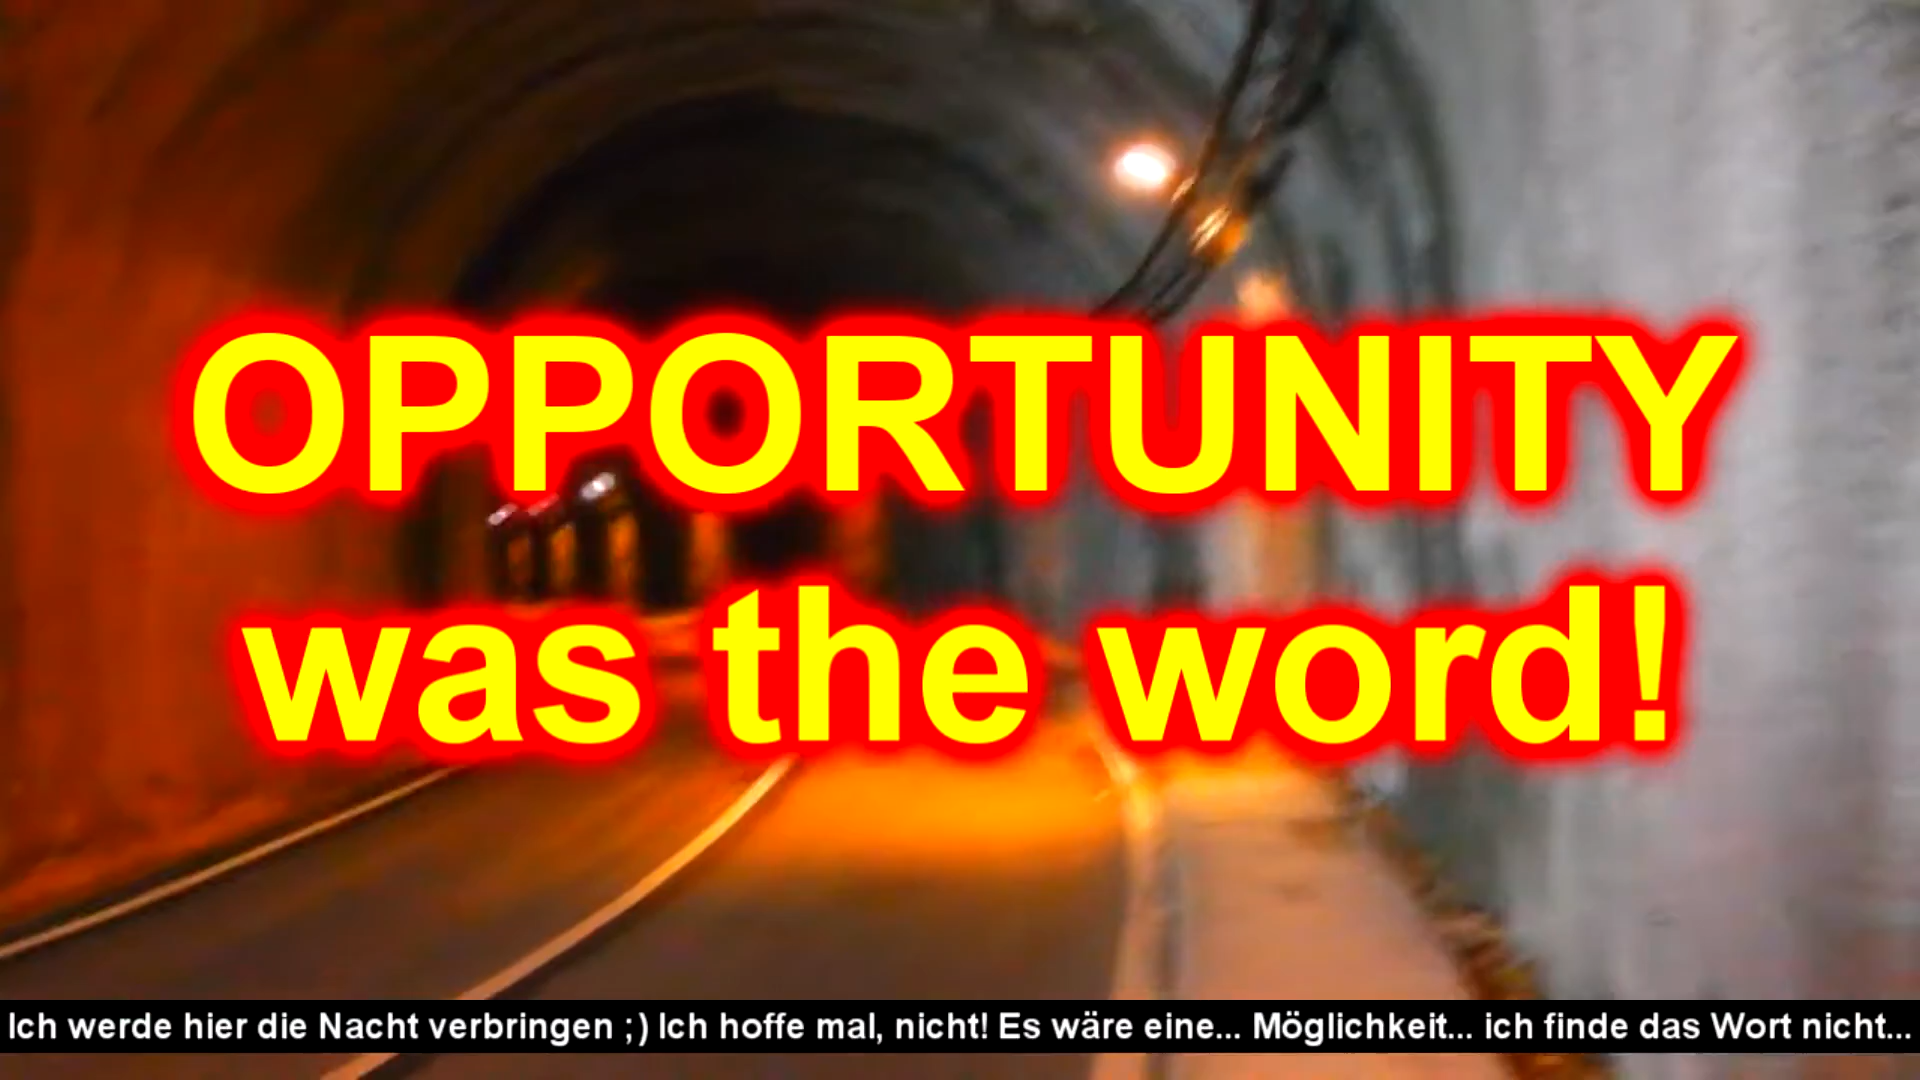 OPPORTUNITY
was the word!
Ich werde hier die Nacht verbringen ;) Ich hoffe mal, nicht! Es wäre eine... Möglichkeit... ich finde das Wort nicht...